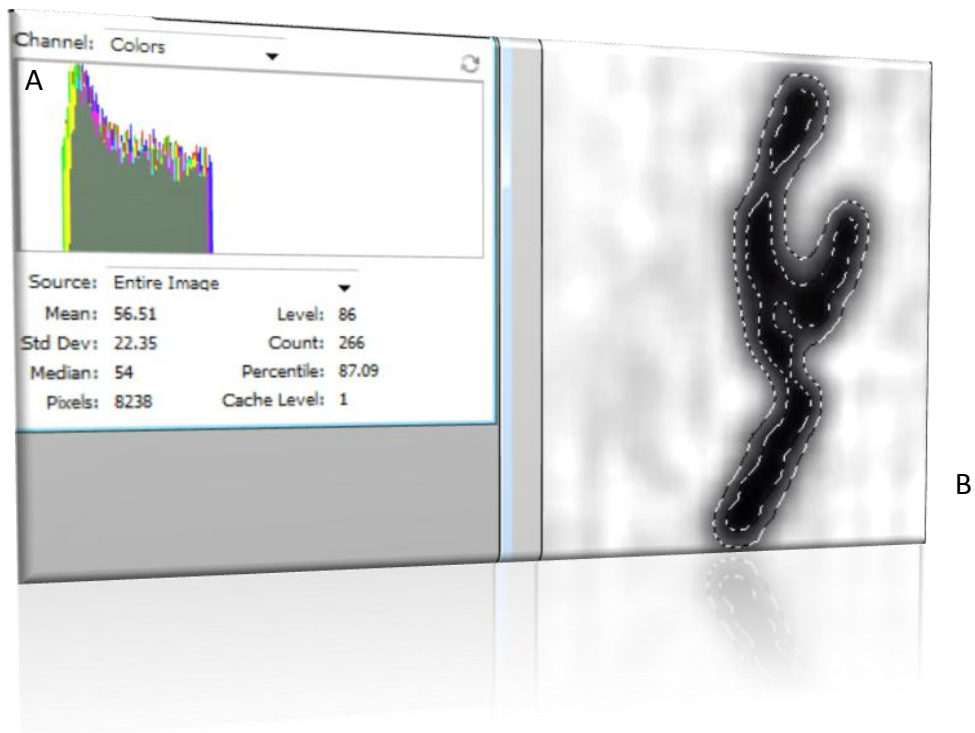 Channel: Colors
A
Source: Entire Image
Mean: 56.51 Level: 86
Std Dev: 22.35 Count: 266
Median: 54 Percentile: 87.09
Pixels: 8238 Cache Level: 1
B